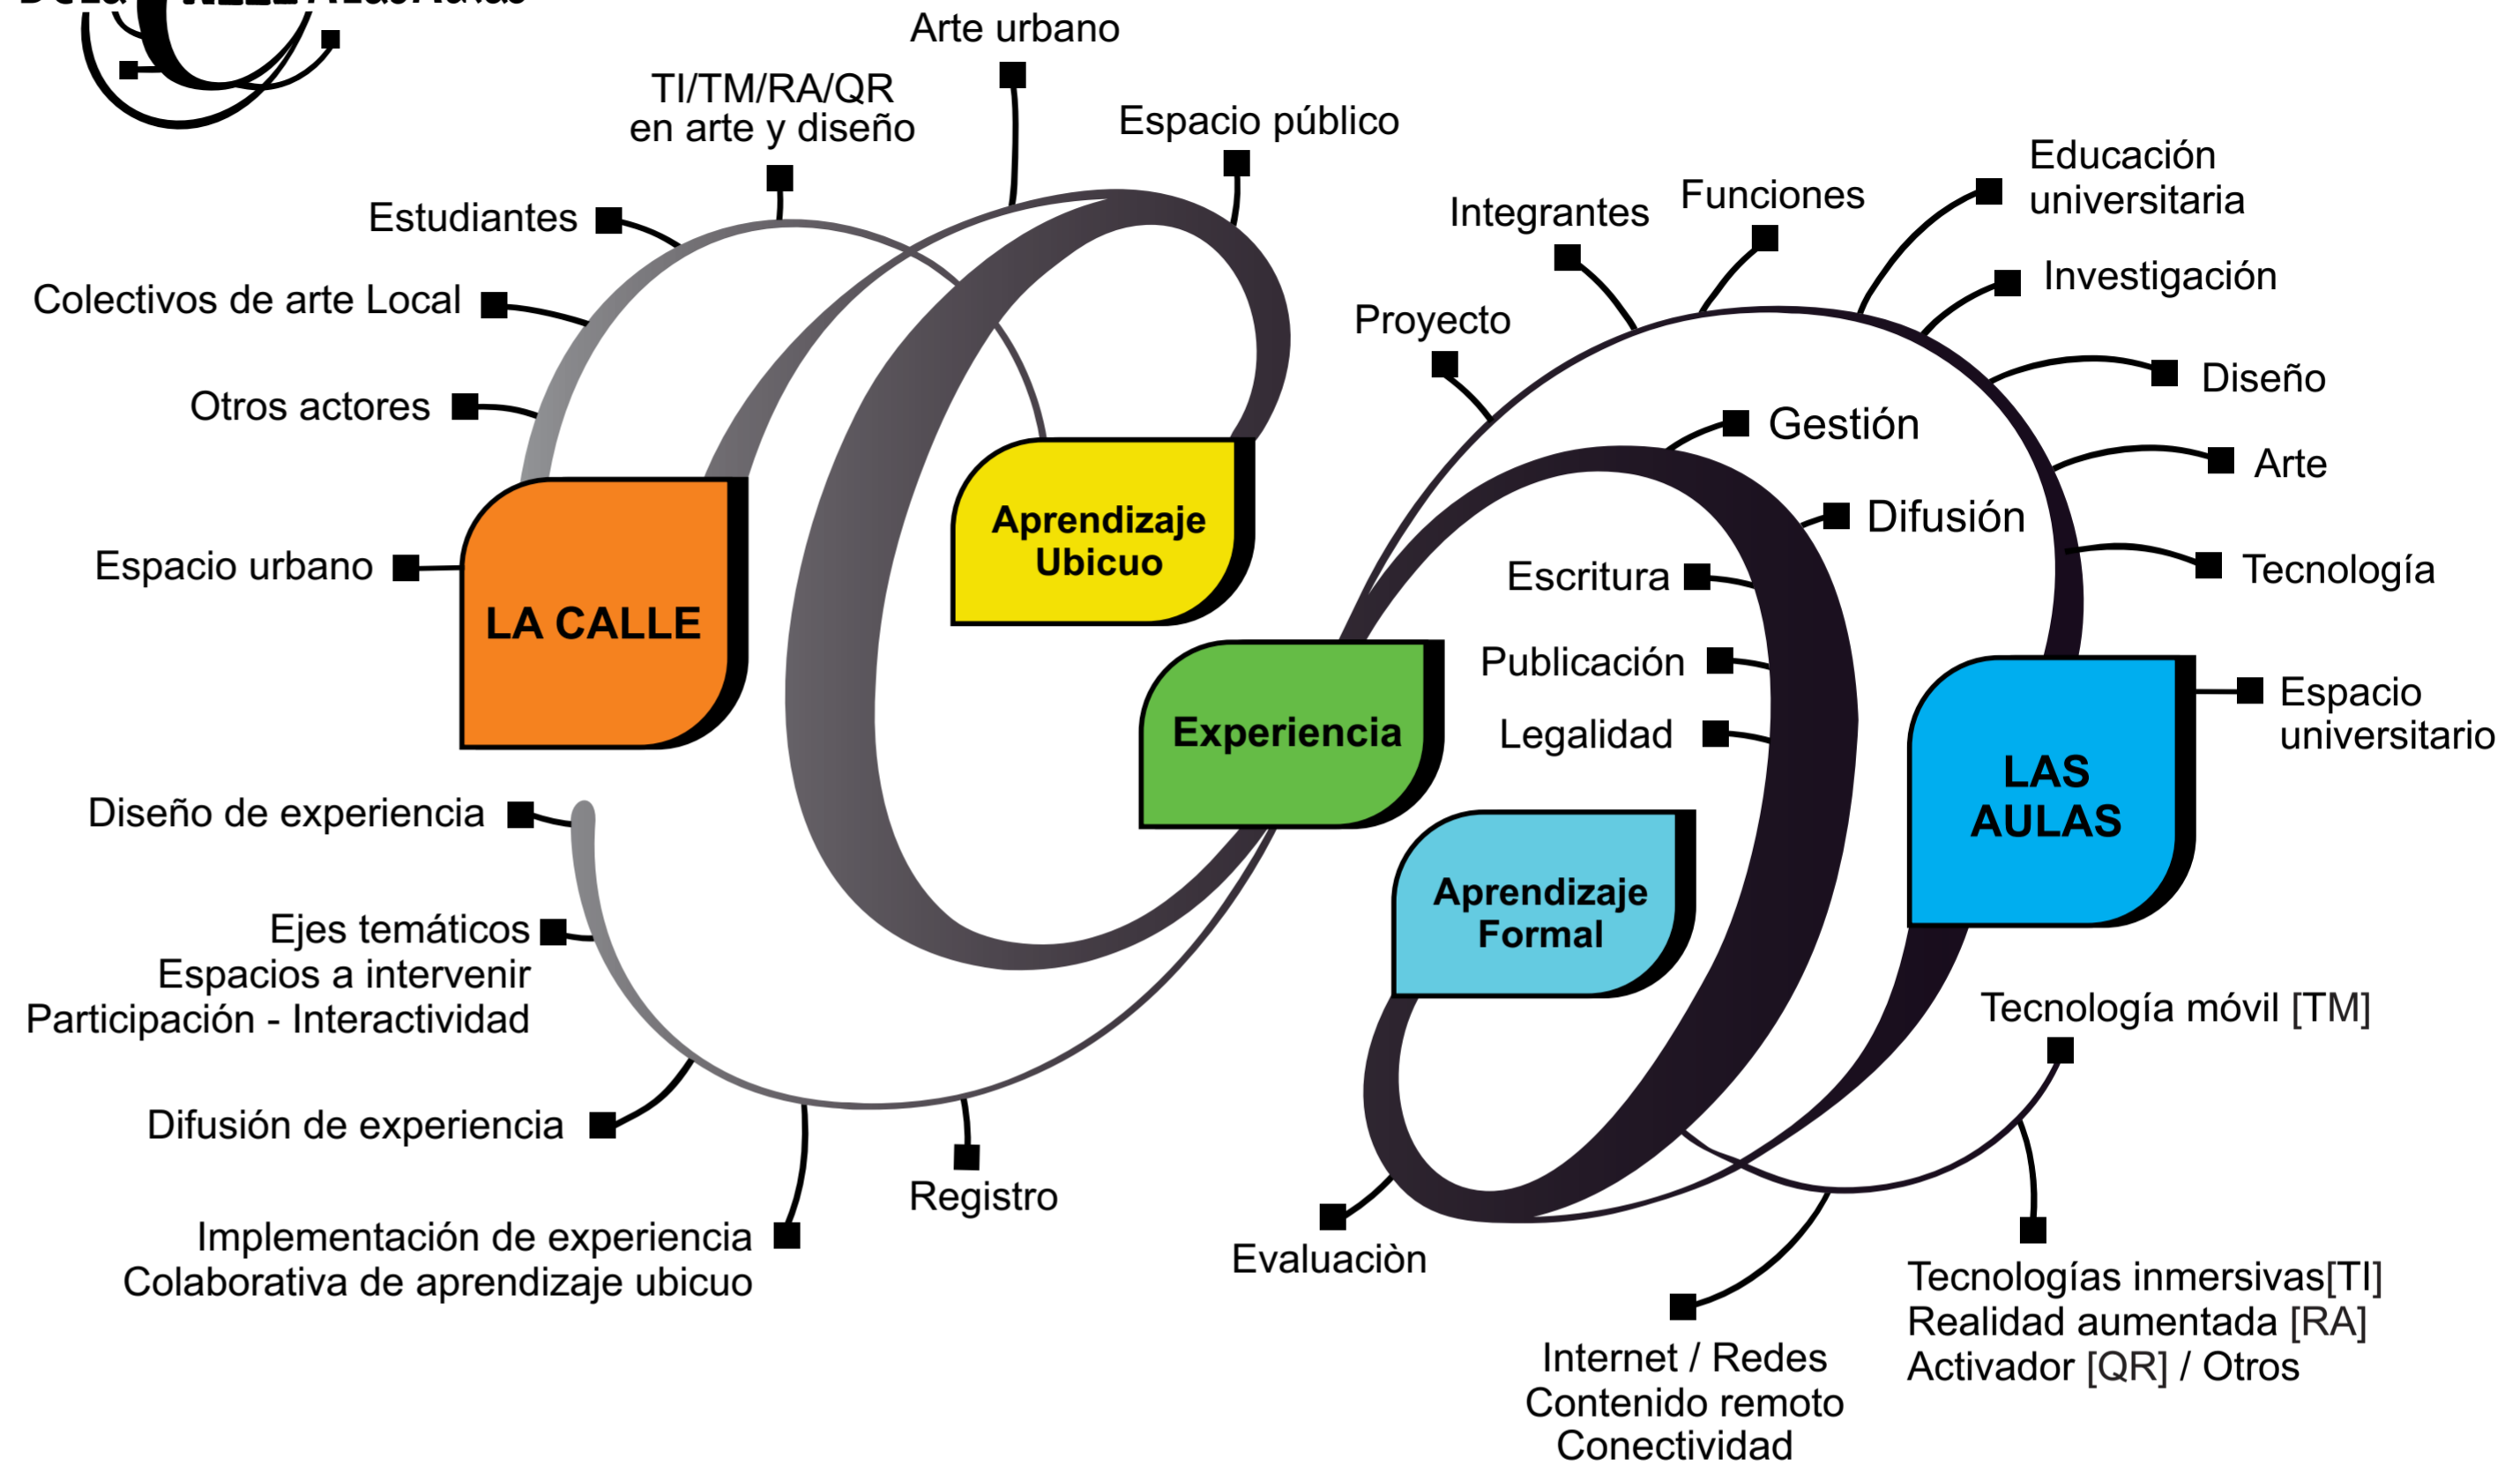 Arte urbano
TI/TM/RA/QR
en arte y diseño
Espacio público
Estudiantes
Colectivos de arte Local
Otros actores
Espacio urbano
LA CALLE
Aprendizaje
Ubicuo
Experiencia
Diseño de experiencia
Ejes temáticos
Espacios a intervenir
Participación - Interactividad
Difusión de experiencia
Implementación de experiencia
Colaborativa de aprendizaje ubicuo
Registro
Proyecto
Integrantes
Funciones
Educación
universitaria
Investigación
Diseño
Arte
Tecnología
Gestión
Difusión
Escritura
Publicación
Legalidad
Aprendizaje
Formal
LAS
AULAS
Espacio
universitario
Tecnología móvil [TM]
Evaluaciòn
Tecnologías inmersivas[TI]
Realidad aumentada [RA]
Activador [QR] / Otros
Internet / Redes
Contenido remoto
Conectividad